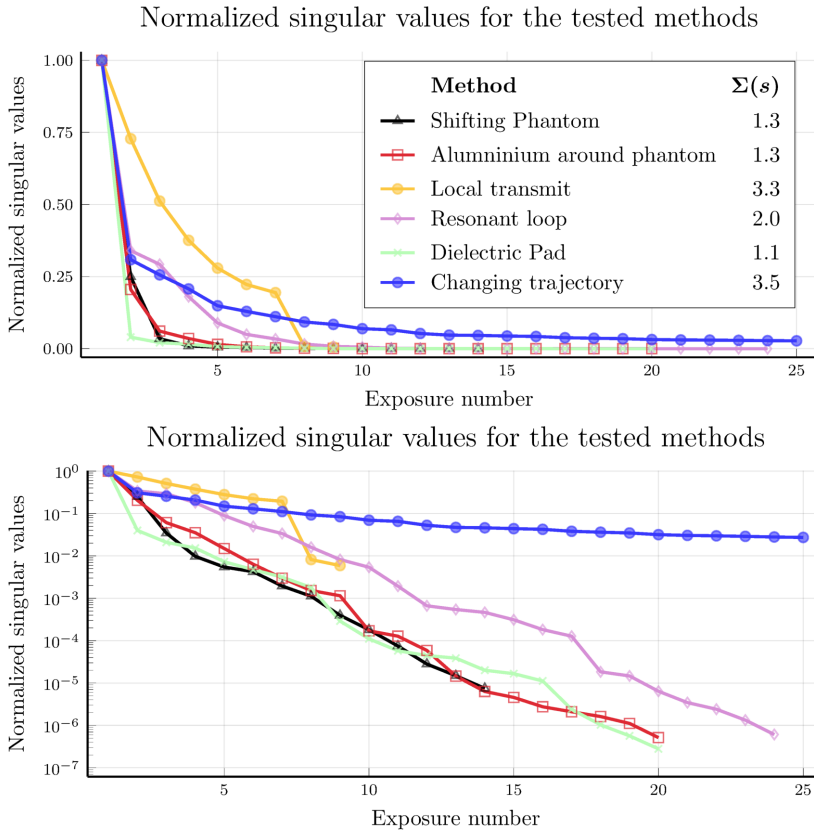 Normalized singular values for the tested methods
Normalized singular values
1.00
0.75
0.50
0.25
0.00
Method Σ(s)
Shifting Phantom 1.3
Alumninium around phantom 1.3
Local transmit 3.3
Resonant loop 2.0
Dielectric Pad 1.1
Changing trajectory 3.5
5 10 15 20 25
Exposure number
Normalized singular values for the tested methods
Normalized singular values
10⁰
10⁻¹
10⁻²
10⁻³
10⁻⁴
10⁻⁵
10⁻⁶
10⁻⁷
5 10 15 20 25
Exposure number